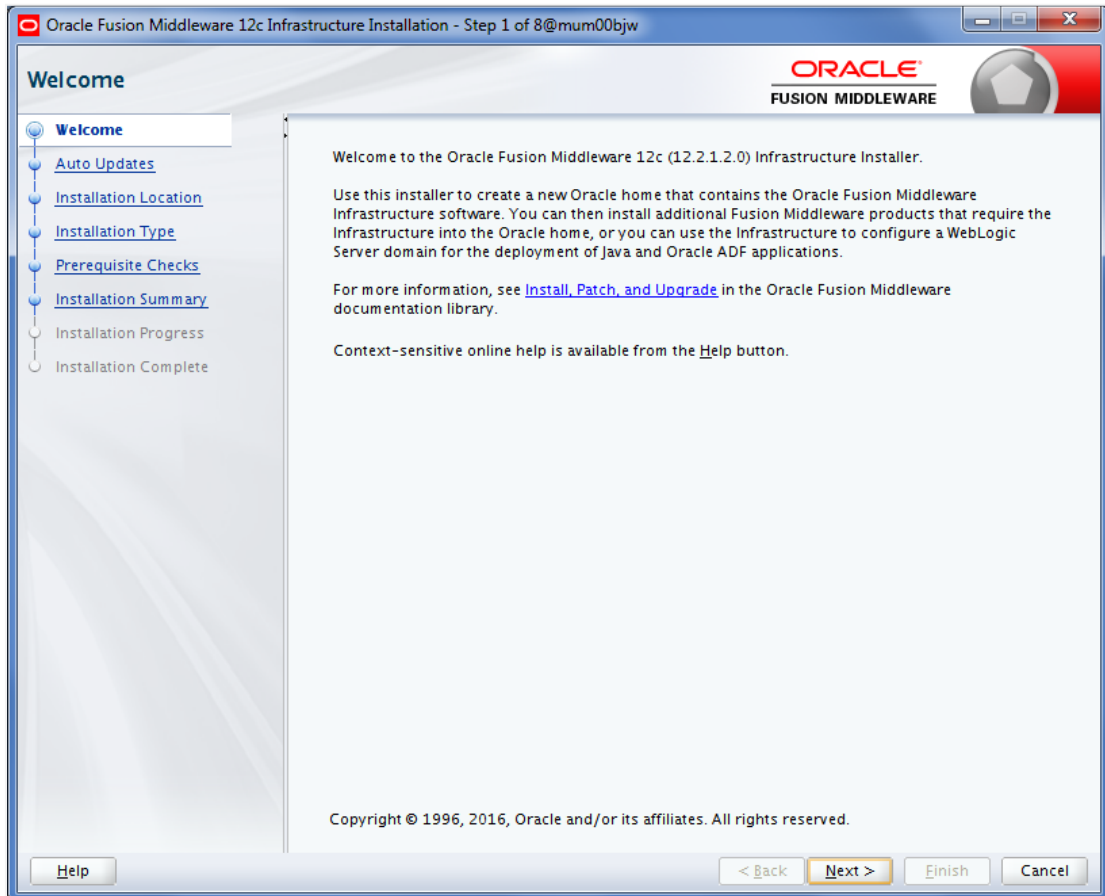 Oracle Fusion Middleware 12c Infrastructure Installation - Step 1 of 8@mum00bjw
Welcome
ORACLE®
FUSION MIDDLEWARE
Welcome
Auto Updates
Installation Location
Installation Type
Prerequisite Checks
Installation Summary
Installation Progress
Installation Complete
Welcome to the Oracle Fusion Middleware 12c (12.2.1.2.0) Infrastructure Installer.
Use this installer to create a new Oracle home that contains the Oracle Fusion Middleware
Infrastructure software. You can then install additional Fusion Middleware products that require the
Infrastructure into the Oracle home, or you can use the Infrastructure to configure a WebLogic
Server domain for the deployment of Java and Oracle ADF applications.
For more information, see Install, Patch, and Upgrade in the Oracle Fusion Middleware
documentation library.
Context-sensitive online help is available from the Help button.
Copyright © 1996, 2016, Oracle and/or its affiliates. All rights reserved.
Help
< Back
Next >
Finish
Cancel